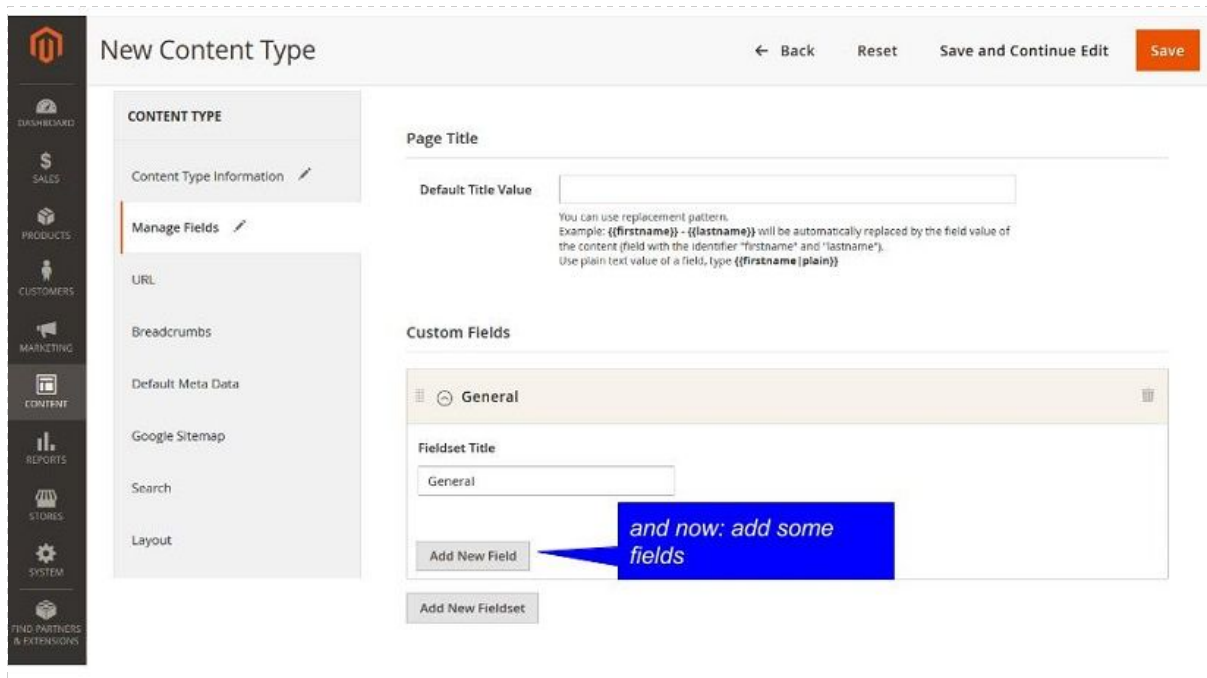 New Content Type
← Back
Reset
Save and Continue Edit
Save
DASHBOARD
SALES
PRODUCTS
CUSTOMERS
MARKETING
CONTENT
REPORTS
STORES
SYSTEM
FIND PARTNERS
& EXTENSIONS
CONTENT TYPE
Content Type Information
Manage Fields
URL
Breadcrumbs
Default Meta Data
Google Sitemap
Search
Layout
Page Title
Default Title Value
You can use replacement pattern.
Example: {{firstname}} - {{lastname}} will be automatically replaced by the field value of
the content (field with the identifier "firstname" and "lastname").
Use plain text value of a field, type {{firstname|plain}}
Custom Fields
General
Fieldset Title
General
and now: add some
fields
Add New Field
Add New Fieldset